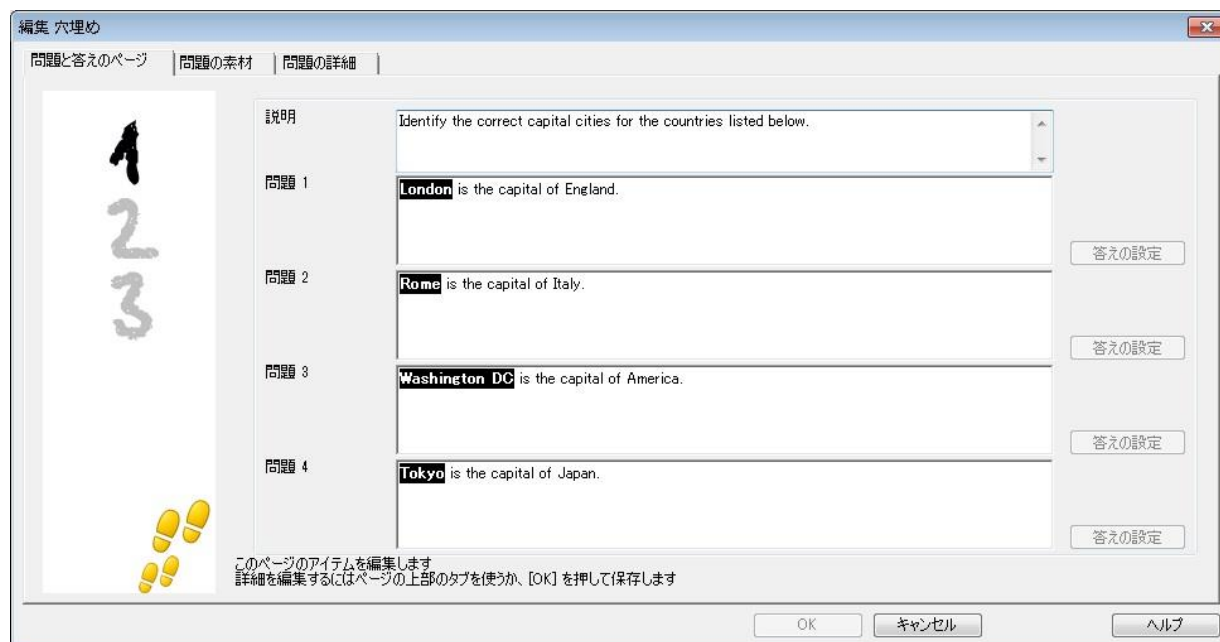 編集 穴埋め
問題と答えのページ 問題の素材 問題の詳細
1
2
3
説明 Identify the correct capital cities for the countries listed below.
問題 1 London is the capital of England.
答えの設定
問題 2 Rome is the capital of Italy.
答えの設定
問題 3 Washington DC is the capital of America.
答えの設定
問題 4 Tokyo is the capital of Japan.
答えの設定
このページのアイテムを編集します
詳細を編集するにはページの上部のタブを使うか、[OK] を押して保存します
OK キャンセル ヘルプ